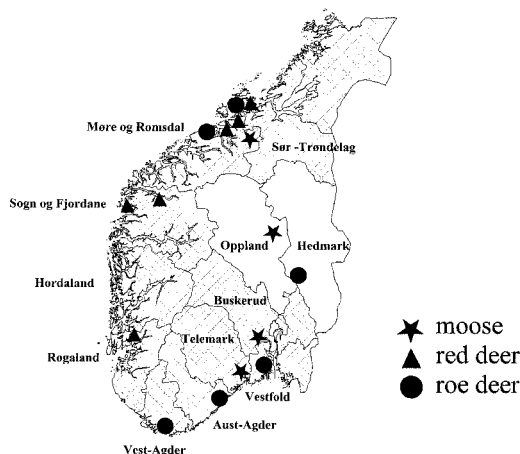 Møre og Romsdal
Sør -Trøndelag
Sogn og Fjordane
Oppland
Hedmark
Hordaland
Buskerud
Telemark
Røgaland
Vestfold
Aust-Agder
Vest-Agder
moose
red deer
roe deer